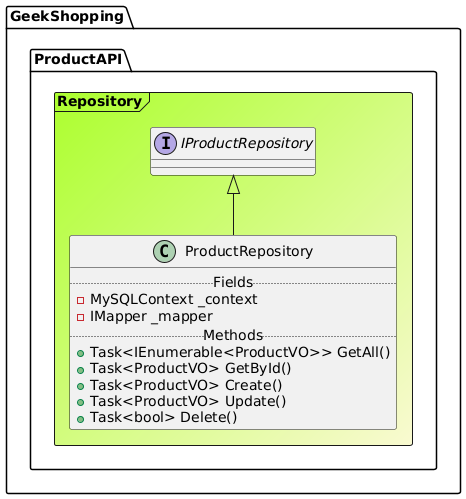 GeekShopping
ProductAPI
Repository
I IProductRepository
C ProductRepository
Fields
MySQLContext _context
IMapper _mapper
Methods
Task<IEnumerable<ProductVO>> GetAll()
Task<ProductVO> GetById()
Task<ProductVO> Create()
Task<ProductVO> Update()
Task<bool> Delete()